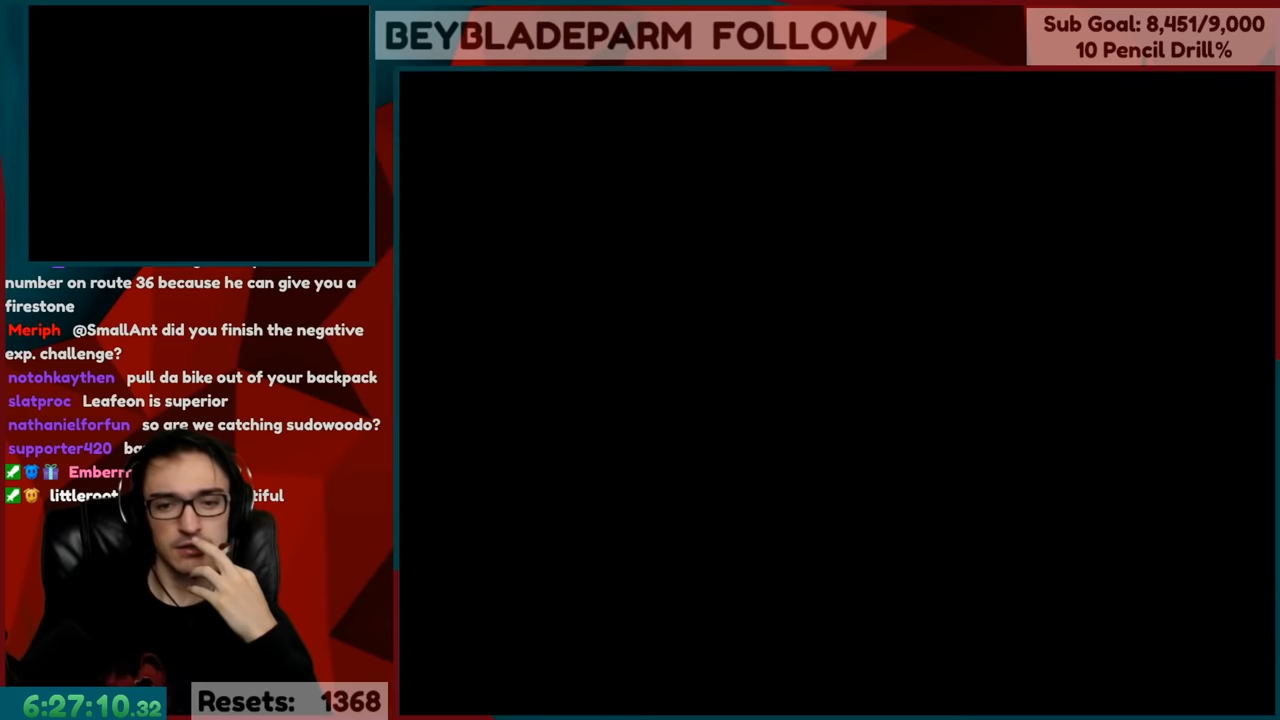 BEYBLADEPARM FOLLOW
Sub Goal: 8,451/9,000
10 Pencil Drill%
number on route 36 because he can give you a
firestone
Meriph @SmallAnt did you finish the negative
exp. challenge?
notohkaythen pull da bike out of your backpack
slatproc Leafeon is superior
nathanielforfun so are we catching sudowoodo?
supporter420
6:27:10.32
Resets: 1368